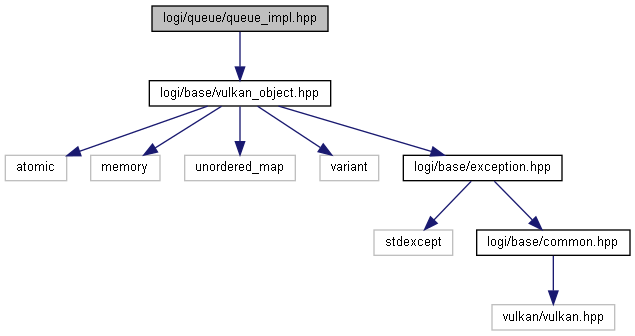 logi/queue/queue_impl.hpp
logi/base/vulkan_object.hpp
atomic
memory
unordered_map
variant
logi/base/exception.hpp
stdexcept
logi/base/common.hpp
vulkan/vulkan.hpp